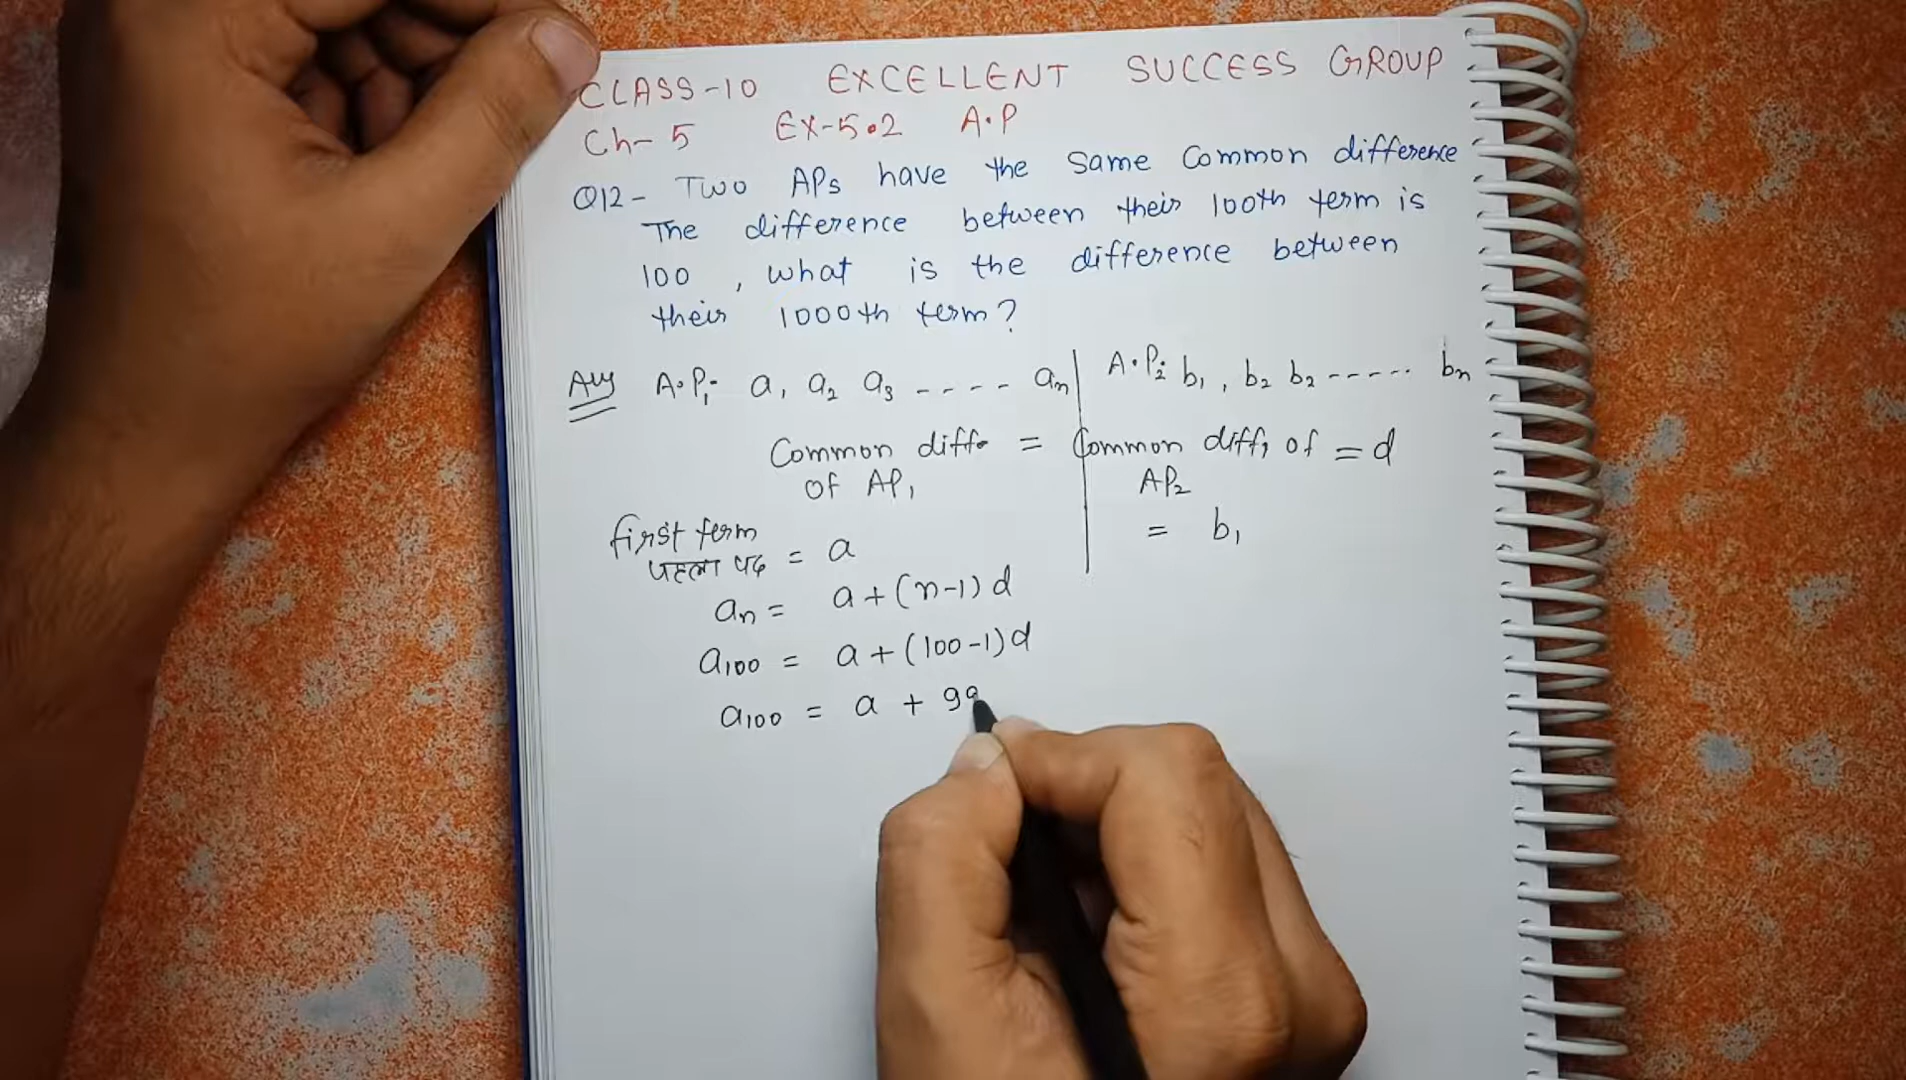 CLASS-10 EXCELLENT SUCCESS GROUP
Ch-5 EX-5.2 A.P
Q12- Two APs have the same Common difference
The difference between their 100th term is
100 , what is the difference between
their 1000th term?
Ans A.P₁- a, a₂ a₃ ---- aₙ | A.P₂: b₁, b₂ b₂ ----- bₙ
Common diff. = Common diff, of = d
of AP₁ AP₂
first term = b₁
पहला पद = a
aₙ = a + (n-1) d
a₁₀₀ = a + (100-1)d
a₁₀₀ = a + 99